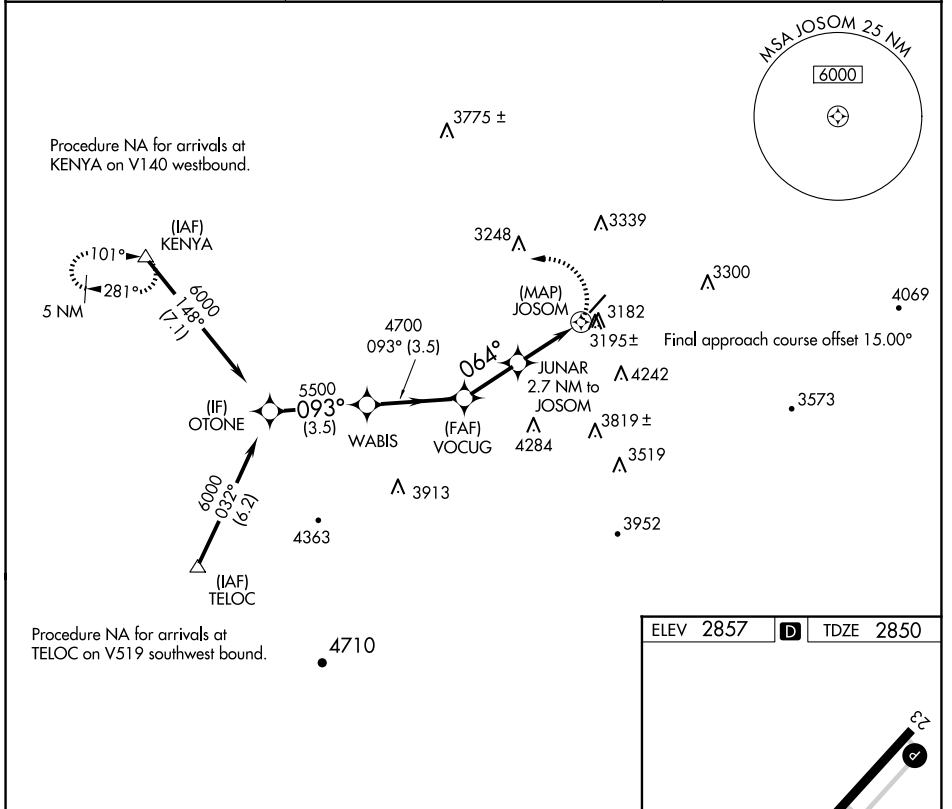 MSA JOSOM 25 NM
6000
3775 ±
Procedure NA for arrivals at
KENYA on V140 westbound.
(IAF)
KENYA
101°
281°
5 NM
6000
148°
(7.1)
3248
3339
3300
4069
(MAP)
JOSOM
3182
3195±
Final approach course offset 15.00°
4700
093° (3.5)
064°
JUNAR
2.7 NM to
JOSOM
4242
3573
(IF)
OTONE
5500
093°
(3.5)
WABIS
(FAF)
VOCUG
4284
3819 ±
3519
3913
3952
4363
6000
032°
(6.2)
(IAF)
TELOC
Procedure NA for arrivals at
TELOC on V519 southwest bound.
4710
ELEV 2857 D TDZE 2850
23
P